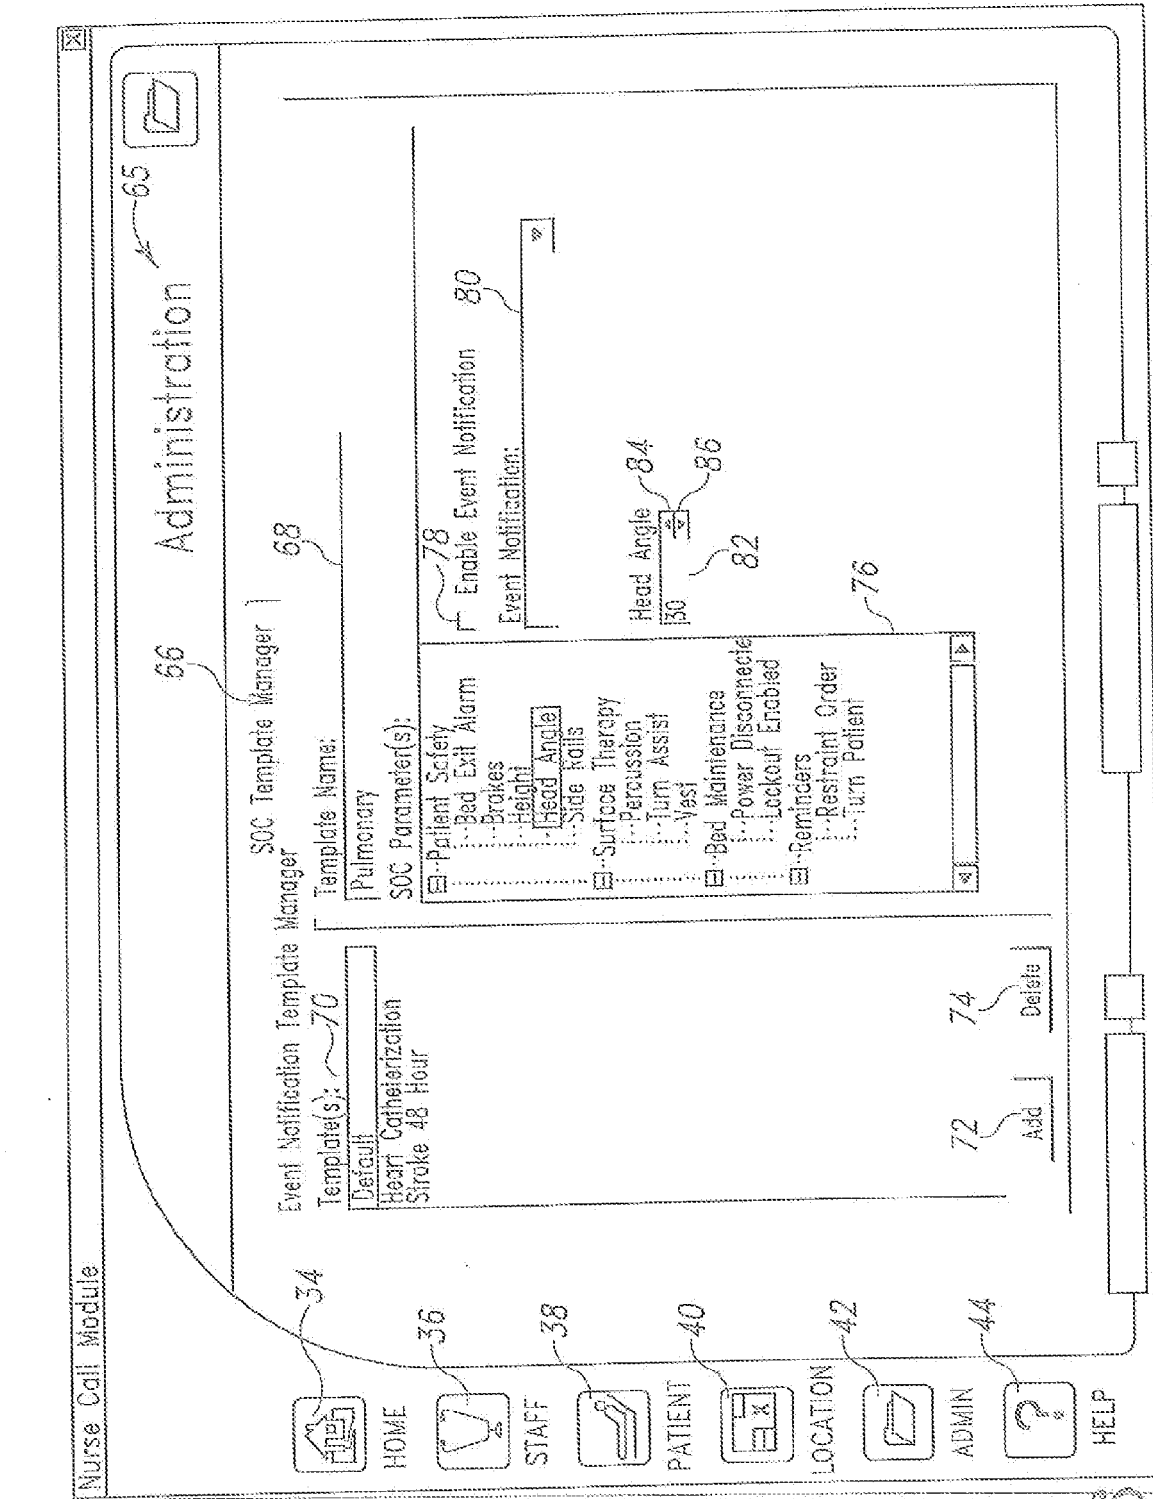 Nurse Call Module
X
Administration
65
66
SOC Template Manager
Event Notification Template Manager
Template(s):
70
Default
Heart Catheterization
Stroke 48 Hour
72
Add
74
Delete
Template Name:
68
Pulmonary
SOC Parameter(s):
Patient Safety
Bed Exit Alarm
Brakes
Height
Head Angle
Side Rails
Surface Therapy
Percussion
Turn Assist
Vest
Bed Maintenance
Power Disconnecte
Lockout Enabled
Reminders
Restraint Order
Turn Patient
76
78
Enable Event Notification
Event Notification:
80
Head Angle
84
30
86
82
34
HOME
36
STAFF
38
PATIENT
40
LOCATION
42
ADMIN
44
HELP